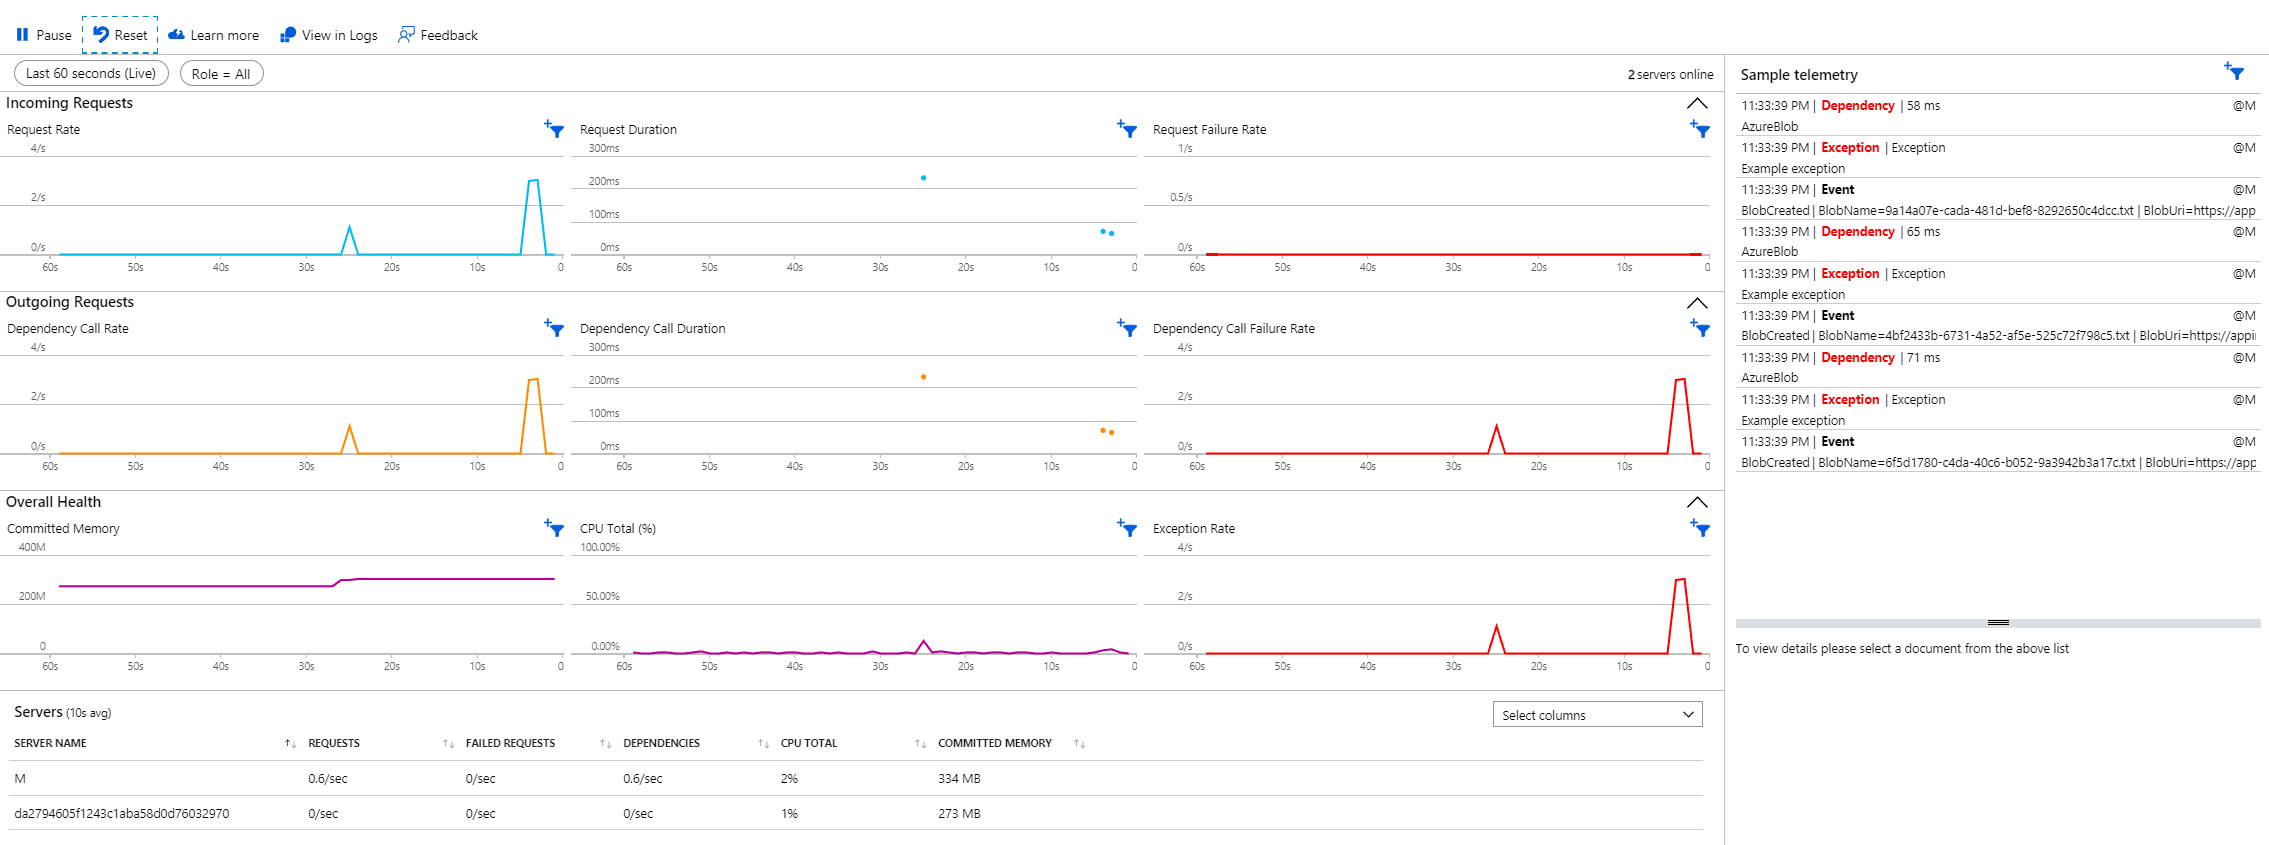 Pause Reset Learn more View in Logs Feedback
Last 60 seconds (Live) Role = All 2 servers online
Incoming Requests
Request Rate
4/s
2/s
0/s
60s 50s 40s 30s 20s 10s 0
Request Duration
300ms
200ms
100ms
0ms
60s 50s 40s 30s 20s 10s 0
Request Failure Rate
1/s
0.5/s
0/s
60s 50s 40s 30s 20s 10s 0
Outgoing Requests
Dependency Call Rate
4/s
2/s
0/s
60s 50s 40s 30s 20s 10s 0
Dependency Call Duration
300ms
200ms
100ms
0ms
60s 50s 40s 30s 20s 10s 0
Dependency Call Failure Rate
4/s
2/s
0/s
60s 50s 40s 30s 20s 10s 0
Overall Health
Committed Memory
400M
200M
0
60s 50s 40s 30s 20s 10s 0
CPU Total (%)
100.00%
50.00%
0.00%
60s 50s 40s 30s 20s 10s 0
Exception Rate
4/s
2/s
0/s
60s 50s 40s 30s 20s 10s 0
Servers (10s avg)
Select columns
SERVER NAME REQUESTS FAILED REQUESTS DEPENDENCIES CPU TOTAL COMMITTED MEMORY
M 0.6/sec 0/sec 0.6/sec 2% 334 MB
da2794605f1243c1aba58d0d76032970 0/sec 0/sec 0/sec 1% 273 MB
Sample telemetry
11:33:39 PM | Dependency | 58 ms @M
AzureBlob
11:33:39 PM | Exception | Exception @M
Example exception
11:33:39 PM | Event @M
BlobCreated | BlobName=9a14a07e-cada-481d-bef8-8292650c4dcc.txt | BlobUri=https://app
11:33:39 PM | Dependency | 65 ms @M
AzureBlob
11:33:39 PM | Exception | Exception @M
Example exception
11:33:39 PM | Event @M
BlobCreated | BlobName=4bf2433b-6731-4a52-af5e-525c72f798c5.txt | BlobUri=https://appi
11:33:39 PM | Dependency | 71 ms @M
AzureBlob
11:33:39 PM | Exception | Exception @M
Example exception
11:33:39 PM | Event @M
BlobCreated | BlobName=6f5d1780-c4da-40c6-b052-9a3942b3a17c.txt | BlobUri=https://app
To view details please select a document from the above list